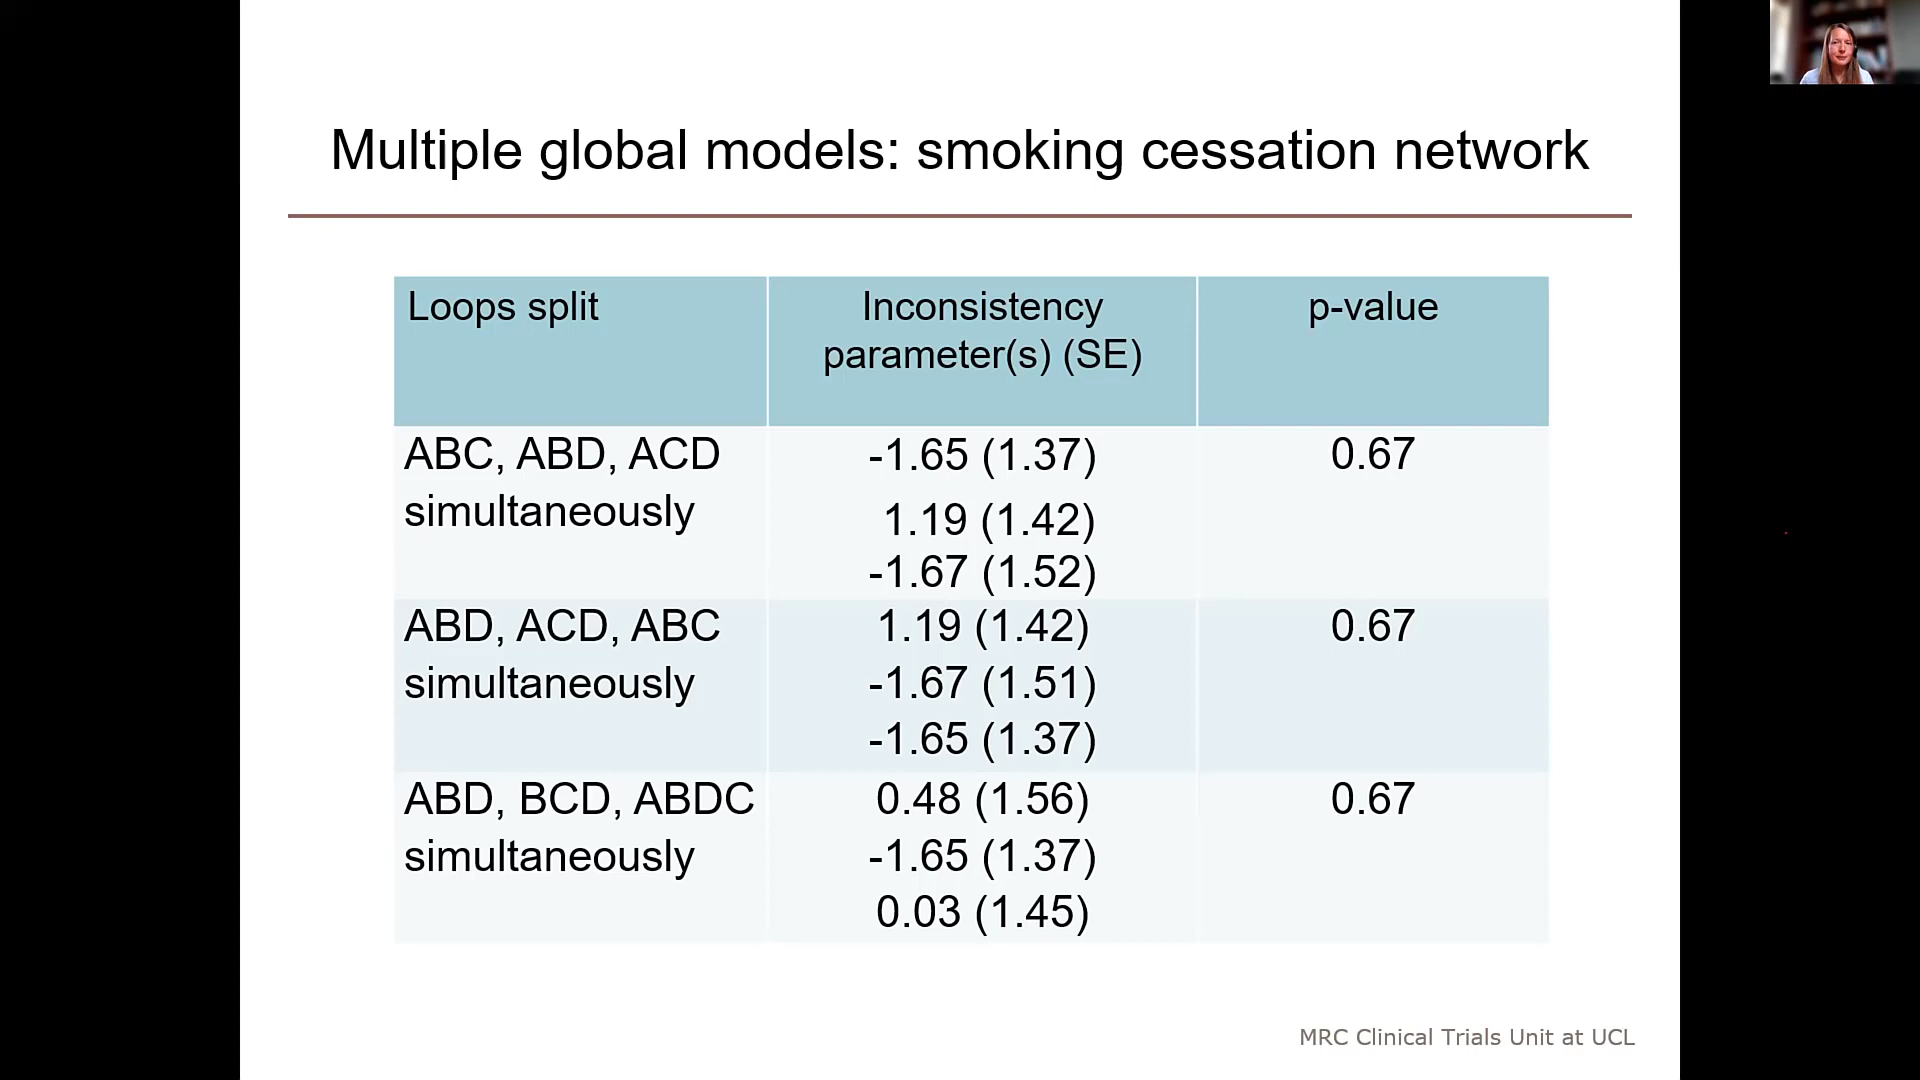 Multiple global models: smoking cessation network
Loops split
Inconsistency
parameter(s) (SE)
p-value
ABC, ABD, ACD
simultaneously
-1.65 (1.37)
1.19 (1.42)
-1.67 (1.52)
0.67
ABD, ACD, ABC
simultaneously
1.19 (1.42)
-1.67 (1.51)
-1.65 (1.37)
0.67
ABD, BCD, ABDC
simultaneously
0.48 (1.56)
-1.65 (1.37)
0.03 (1.45)
0.67
MRC Clinical Trials Unit at UCL